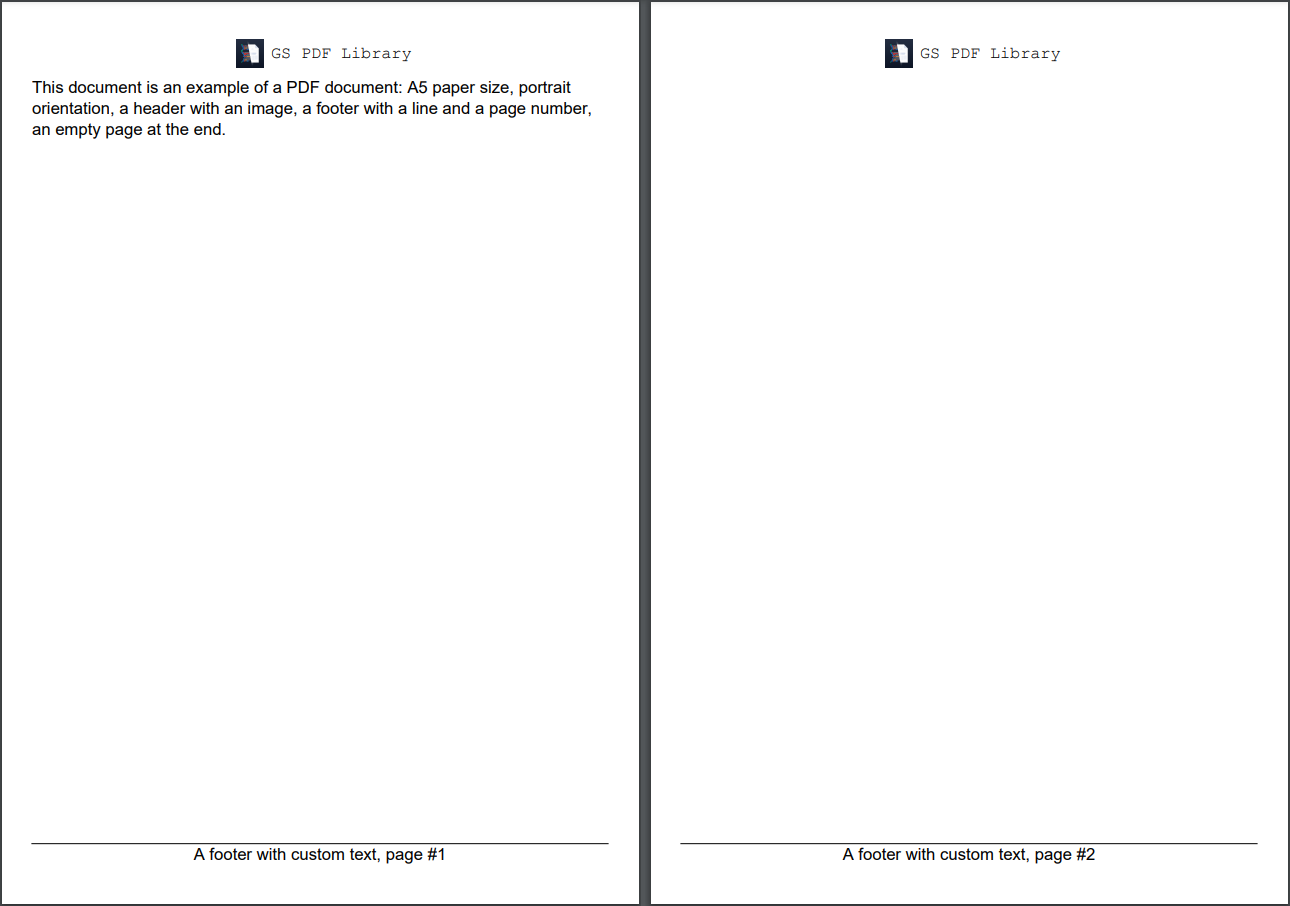 GS PDF Library
This document is an example of a PDF document: A5 paper size, portrait
orientation, a header with an image, a footer with a line and a page number,
an empty page at the end.
A footer with custom text, page #1
GS PDF Library
A footer with custom text, page #2